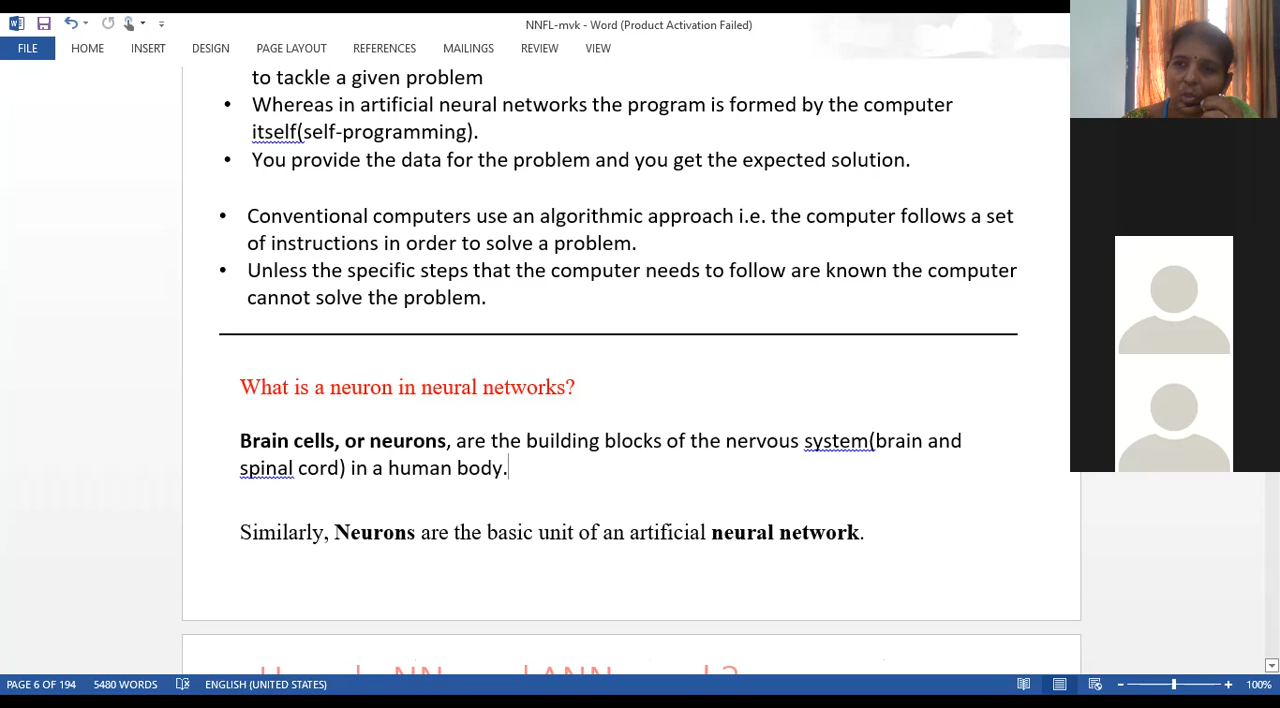 NNFL-mvk - Word (Product Activation Failed)
FILE HOME INSERT DESIGN PAGE LAYOUT REFERENCES MAILINGS REVIEW VIEW
to tackle a given problem
• Whereas in artificial neural networks the program is formed by the computer
itself(self-programming).
• You provide the data for the problem and you get the expected solution.
• Conventional computers use an algorithmic approach i.e. the computer follows a set
of instructions in order to solve a problem.
• Unless the specific steps that the computer needs to follow are known the computer
cannot solve the problem.
What is a neuron in neural networks?
Brain cells, or neurons, are the building blocks of the nervous system(brain and
spinal cord) in a human body.
Similarly, Neurons are the basic unit of an artificial neural network.
PAGE 6 OF 194 5480 WORDS ENGLISH (UNITED STATES) 100%